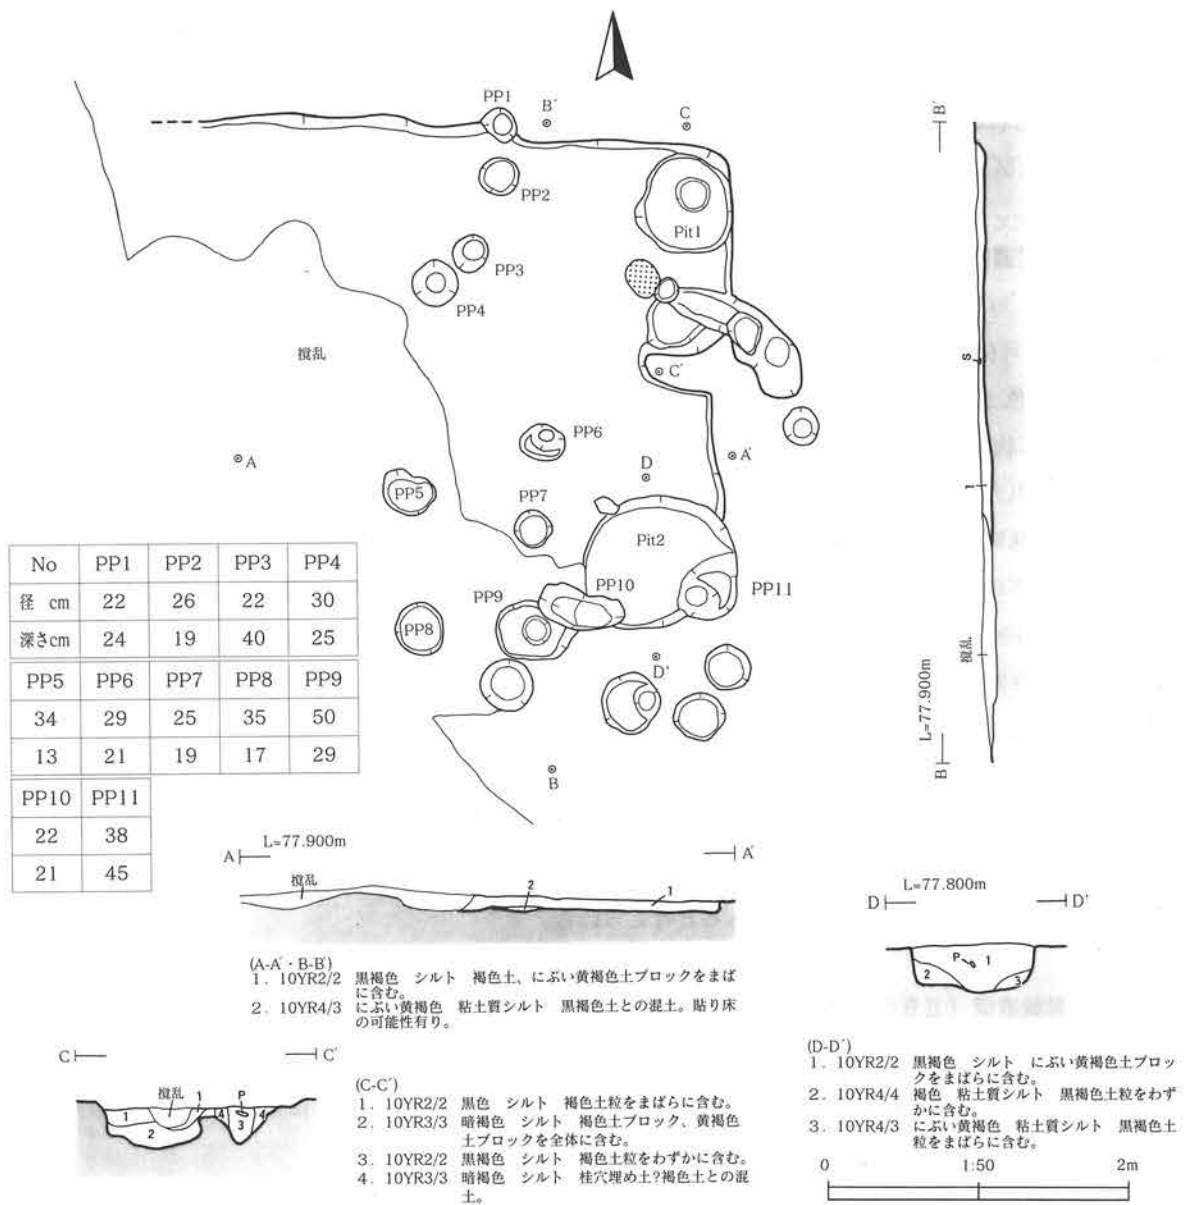 PP1
B′
C
PP2
Pit1
PP3
PP4
撹乱
C′
PP6
A
D
A′
PP5
PP7
Pit2
PP10
PP11
PP9
PP8
D′
B
B′
S
1
撹乱
L=77.900m
B
No PP1 PP2 PP3 PP4
径 cm 22 26 22 30
深さcm 24 19 40 25
PP5 PP6 PP7 PP8 PP9
34 29 25 35 50
13 21 19 17 29
PP10 PP11
22 38
21 45
L=77.900m
A A′
撹乱 2 1
(A-A′・B-B′)
1. 10YR2/2 黒褐色 シルト 褐色土、にぶい黄褐色土ブロックをまば
に含む。
2. 10YR4/3 にぶい黄褐色 粘土質シルト 黒褐色土との混土。貼り床
の可能性有り。
C C′
撹乱 1 4 P 4
2 3
(C-C′)
1. 10YR2/2 黒色 シルト 褐色土粒をまばらに含む。
2. 10YR3/3 暗褐色 シルト 褐色土ブロック、黄褐色
土ブロックを全体に含む。
3. 10YR2/2 黒褐色 シルト 褐色土粒をわずかに含む。
4. 10YR3/3 暗褐色 シルト 柱穴埋め土?褐色土との混
土。
L=77.800m
D D′
P 1
2 3
(D-D′)
1. 10YR2/2 黒褐色 シルト にぶい黄褐色土ブロッ
クをまばらに含む。
2. 10YR4/4 褐色 粘土質シルト 黒褐色土粒をわず
かに含む。
3. 10YR4/3 にぶい黄褐色 粘土質シルト 黒褐色土
粒をまばらに含む。
0 1:50 2m